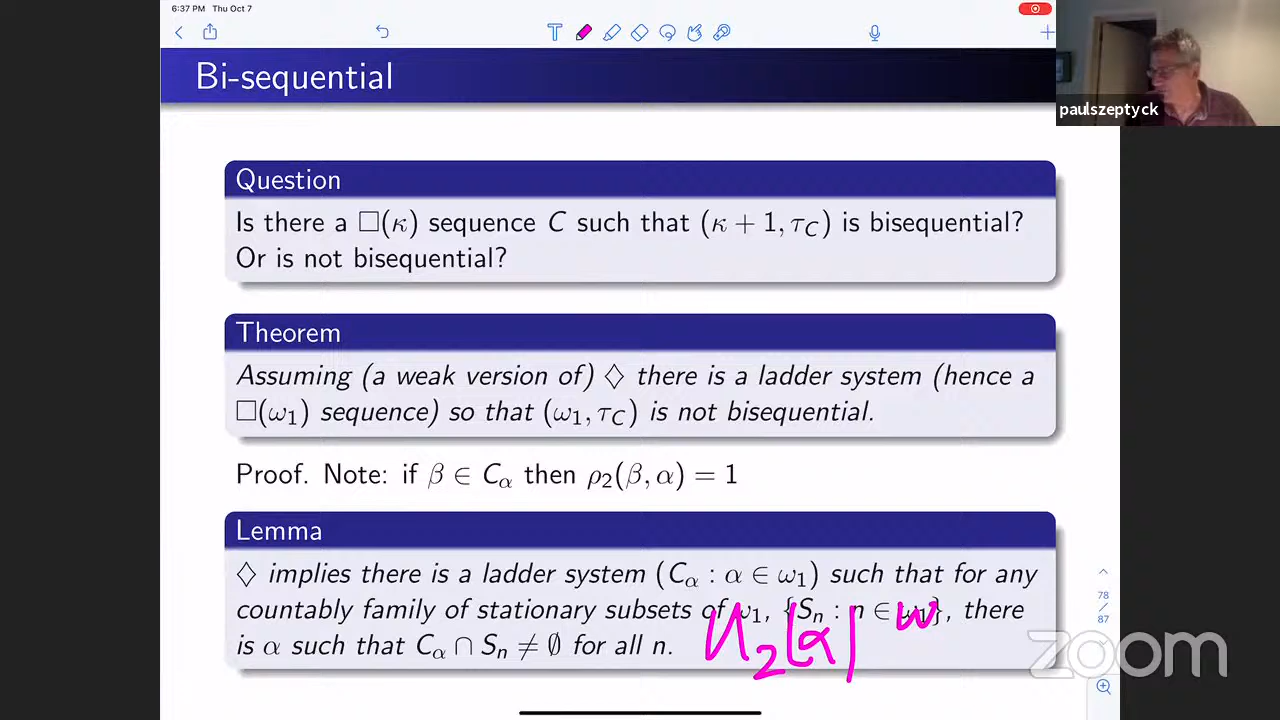 6:37 PM Thu Oct 7
Bi-sequential
paulszeptyck
Question
Is there a □(κ) sequence C such that (κ + 1, τ_C) is bisequential?
Or is not bisequential?
Theorem
Assuming (a weak version of) ♢ there is a ladder system (hence a
□(ω₁) sequence) so that (ω₁, τ_C) is not bisequential.
Proof. Note: if β ∈ C_α then ρ₂(β, α) = 1
Lemma
♢ implies there is a ladder system (C_α : α ∈ ω₁) such that for any
countably family of stationary subsets of ω₁, {S_n : n ∈ ω₁}, there
ω
is α such that C_α ∩ S_n ≠ ∅ for all n.
U₂(α)
78
/
87
zoom